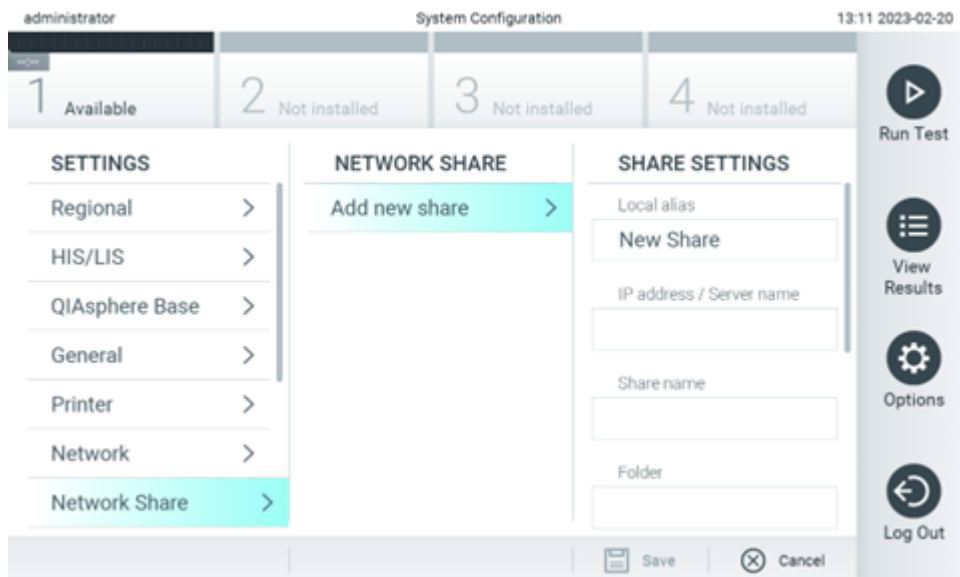 administrator
System Configuration
13:11 2023-02-20
--:--
1 Available
2 Not installed
3 Not installed
4 Not installed
SETTINGS
Regional
HIS/LIS
QIAsphere Base
General
Printer
Network
Network Share
NETWORK SHARE
Add new share
SHARE SETTINGS
Local alias
New Share
IP address / Server name
Share name
Folder
Save
Cancel
Run Test
View
Results
Options
Log Out